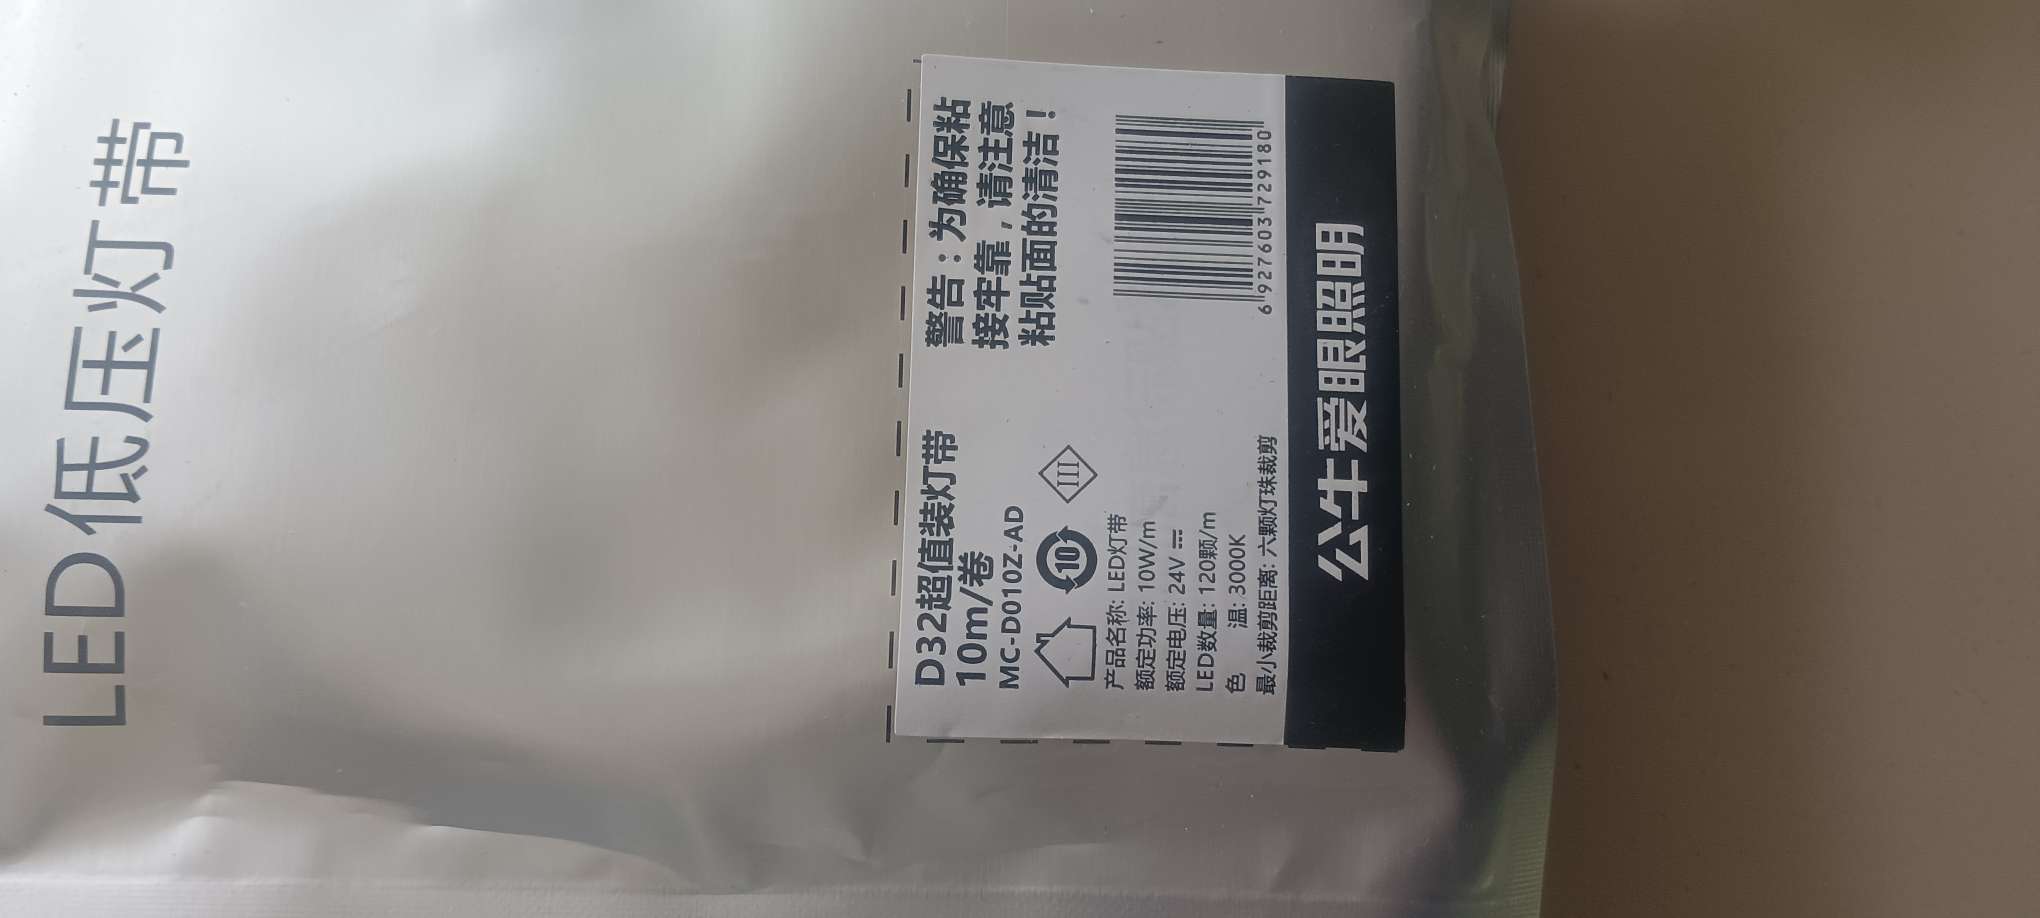 LED低压灯带
D32超值装灯带
10m/卷
MC-D010Z-AD
10
III
产品名称: LED灯带
额定功率: 10W/m
额定电压: 24V ⎓
LED数量: 120颗/m
色 温: 3000K
最小裁剪距离: 六颗灯珠裁剪
警告：为确保粘
接牢靠，请注意
粘贴面的清洁！
6 927603 729180
公牛爱眼照明